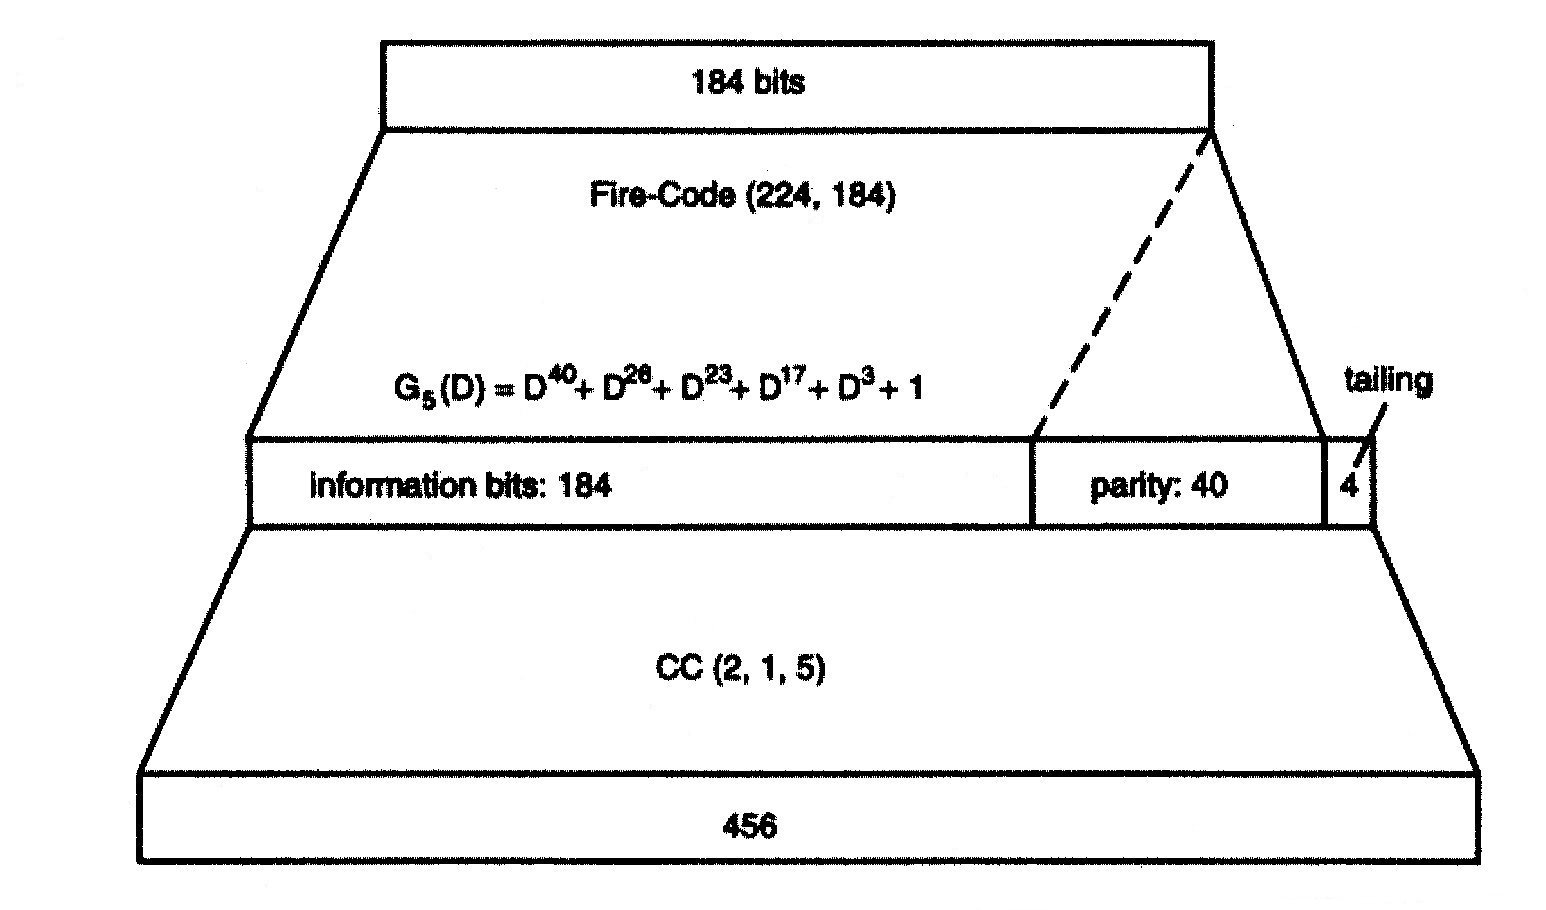 184 bits
Fire-Code (224, 184)
G₅(D) = D⁴⁰+ D²⁶+ D²³+ D¹⁷+ D³+ 1
tailing
information bits: 184
parity: 40
4
CC (2, 1, 5)
456